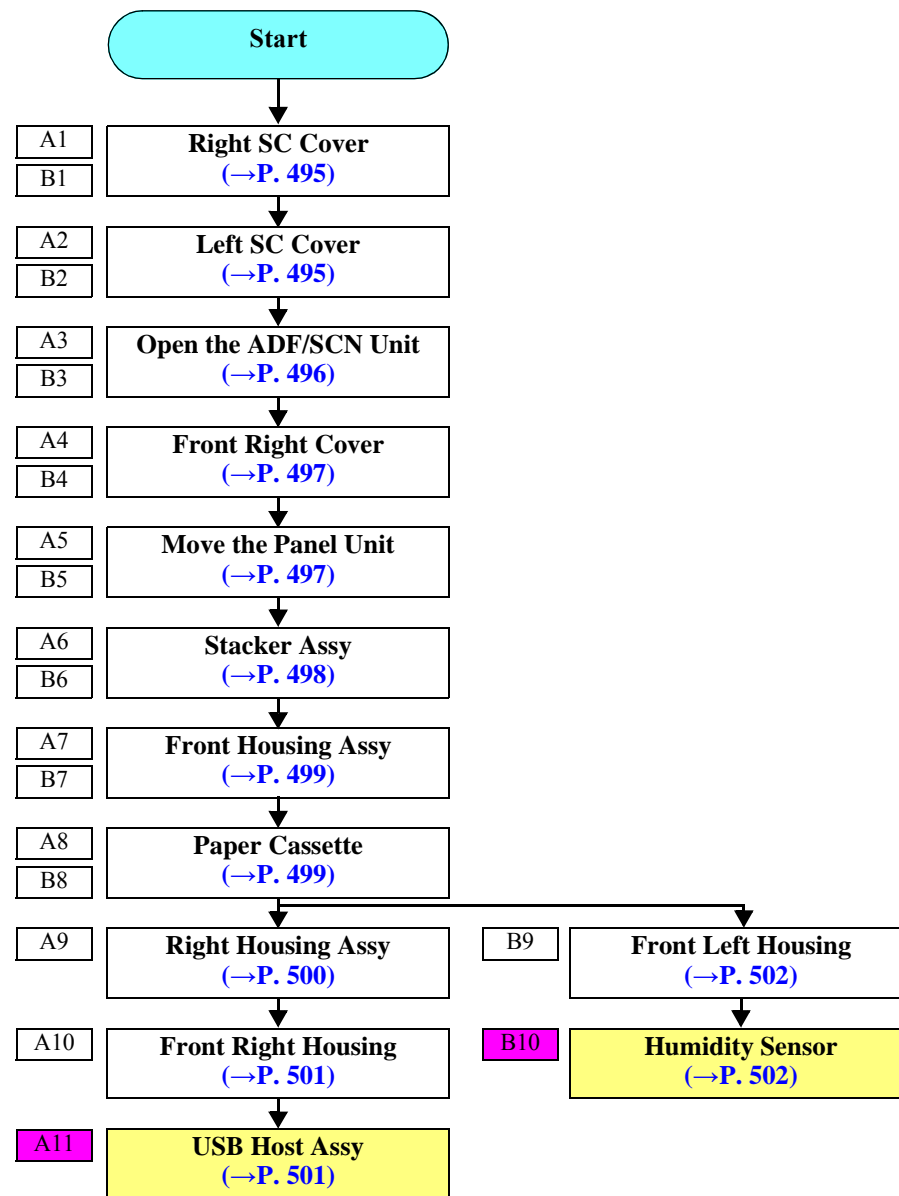 Start
A1
B1
Right SC Cover
(→P. 495)
A2
B2
Left SC Cover
(→P. 495)
A3
B3
Open the ADF/SCN Unit
(→P. 496)
A4
B4
Front Right Cover
(→P. 497)
A5
B5
Move the Panel Unit
(→P. 497)
A6
B6
Stacker Assy
(→P. 498)
A7
B7
Front Housing Assy
(→P. 499)
A8
B8
Paper Cassette
(→P. 499)
A9
Right Housing Assy
(→P. 500)
B9
Front Left Housing
(→P. 502)
A10
Front Right Housing
(→P. 501)
B10
Humidity Sensor
(→P. 502)
A11
USB Host Assy
(→P. 501)